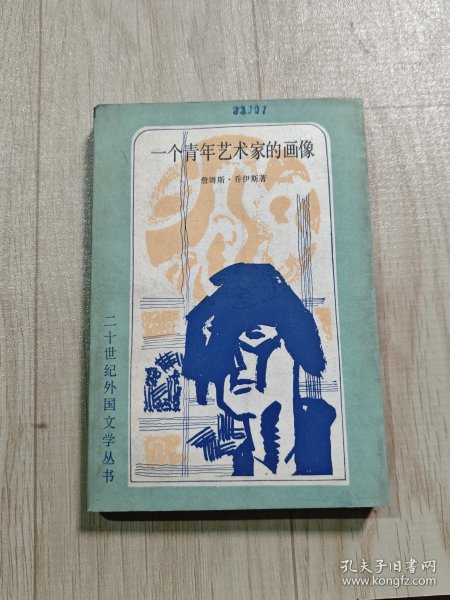 33707
一个青年艺术家的画像
詹姆斯·乔伊斯著
二十世纪外国文学丛书
孔夫子旧书网
www.kongfz.com